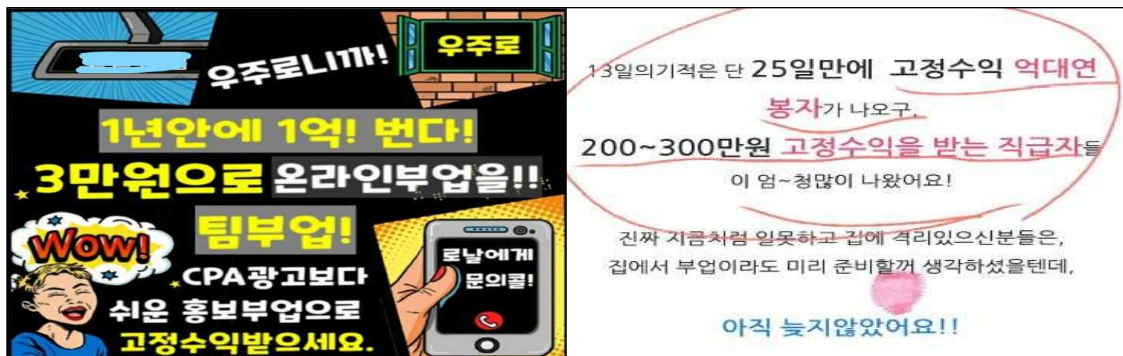 우주로니까!
우주로
1년안에 1억! 번다!
3만원으로 온라인부업을!!
팀부업!
Wow!
CPA광고보다
쉬운 홍보부업으로
고정수익받으세요.
로날에게
문의콜!
13일의기적은 단 25일만에 고정수익 억대연
봉자가 나오구,
200~300만원 고정수익을 받는 직급자들
이 엄~청많이 나왔어요!
진짜 지금처럼 일못하고 집에 격리있으신분들은,
집에서 부업이라도 미리 준비할꺼 생각하셨을텐데,
아직 늦지않았어요!!